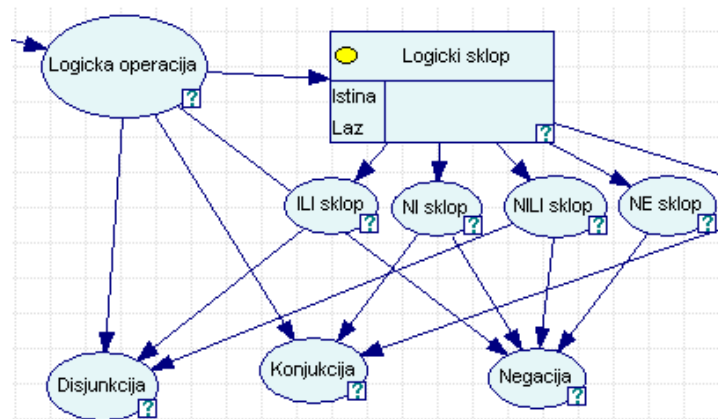 Logicka operacija
?
Logicki sklop
Istina
Laz
?
ILI sklop
?
NI sklop
?
NILI sklop
?
NE sklop
?
Disjunkcija
?
Konjukcija
?
Negacija
?